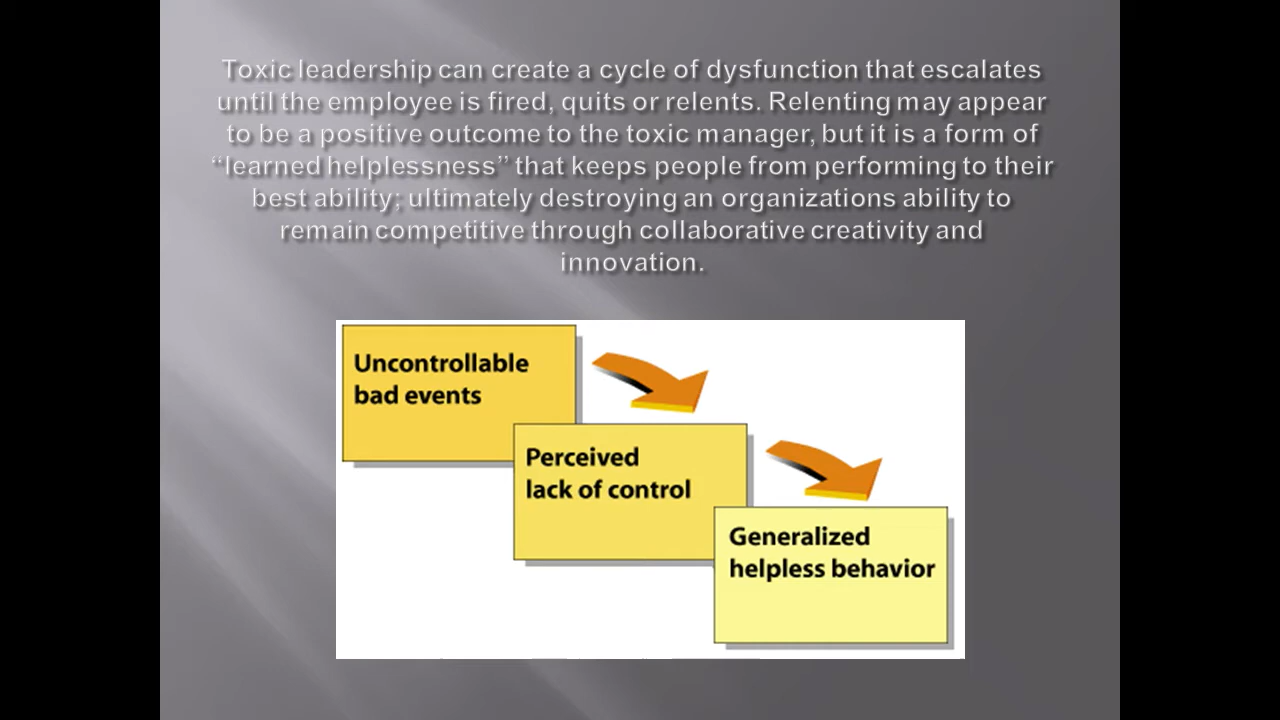 Toxic leadership can create a cycle of dysfunction that escalates
until the employee is fired, quits or relents. Relenting may appear
to be a positive outcome to the toxic manager, but it is a form of
“learned helplessness” that keeps people from performing to their
best ability; ultimately destroying an organizations ability to
remain competitive through collaborative creativity and
innovation.
Uncontrollable
bad events
Perceived
lack of control
Generalized
helpless behavior